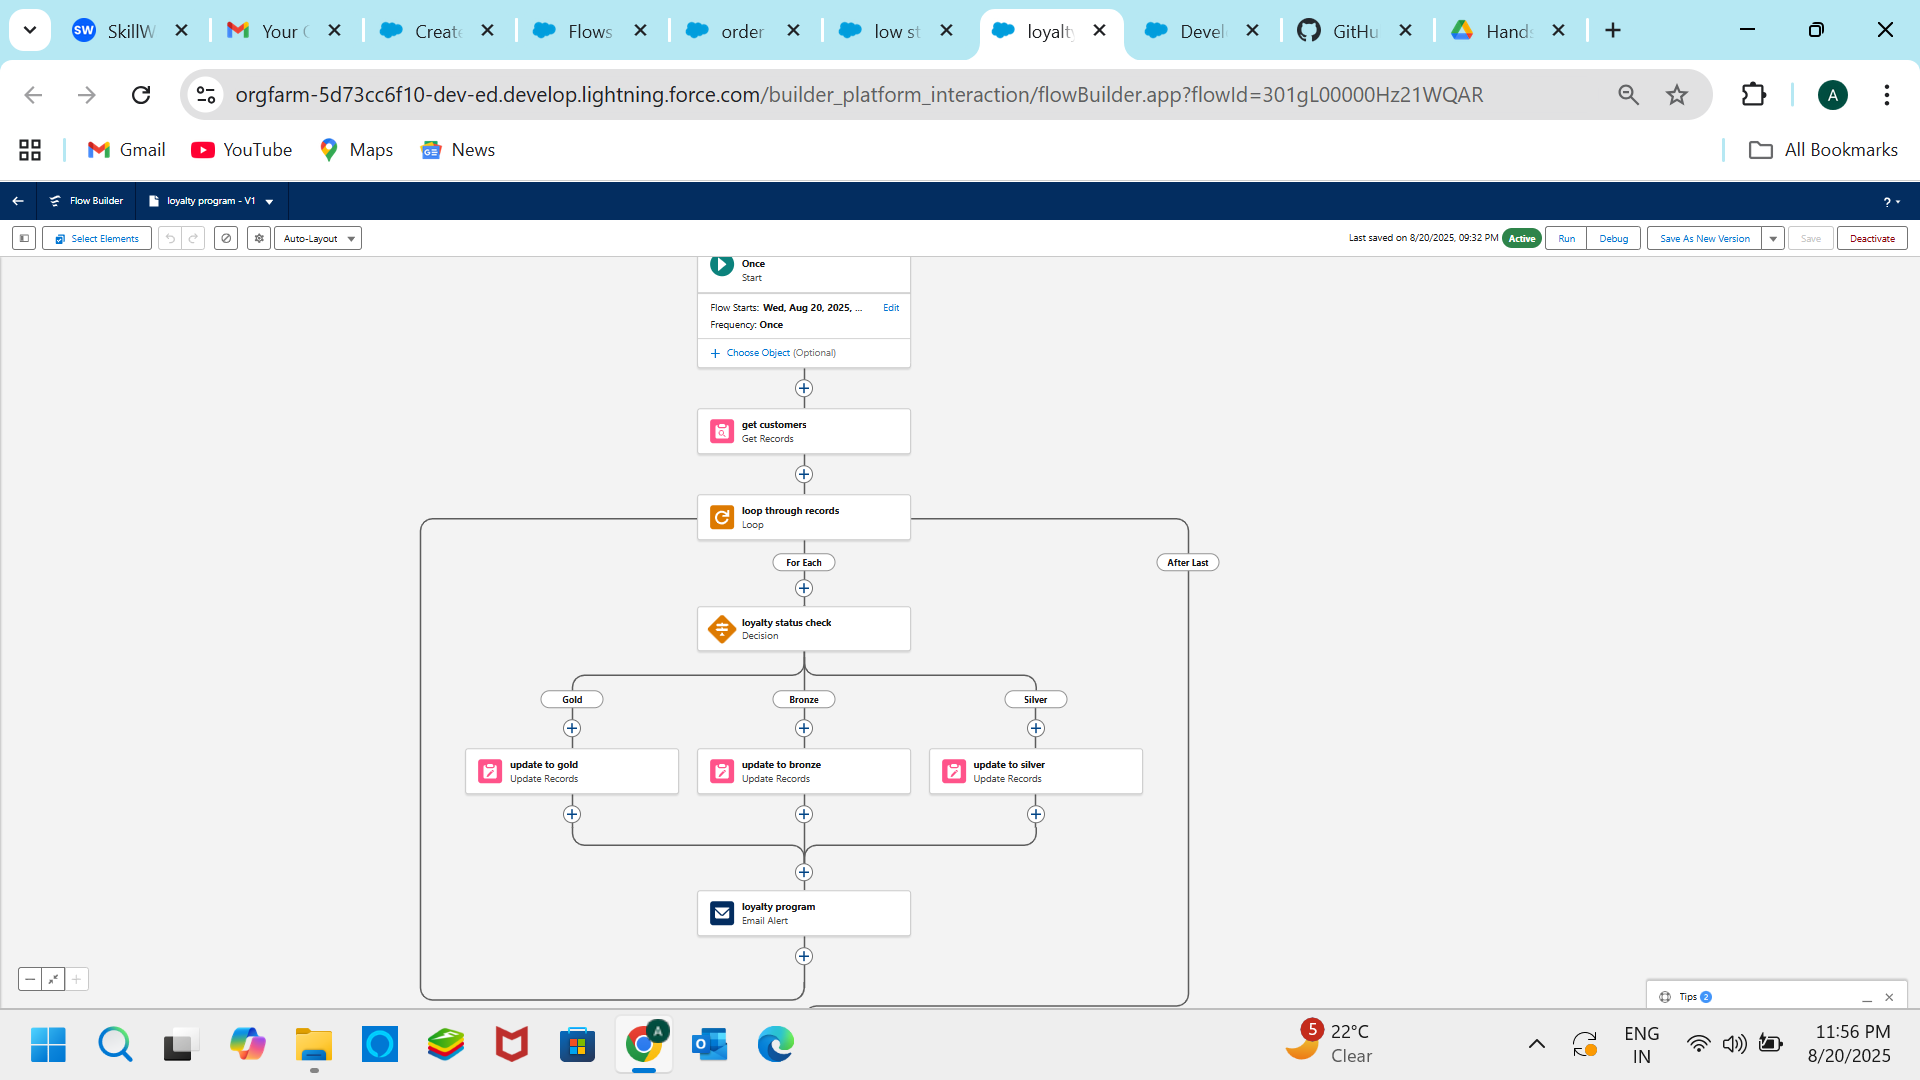 SkillW
Your C
Create
Flows
order
low st
loyalty
Devel
GitHu
Hands
orgfarm-5d73cc6f10-dev-ed.develop.lightning.force.com/builder_platform_interaction/flowBuilder.app?flowId=301gL00000Hz21WQAR
A
Gmail
YouTube
Maps
News
All Bookmarks
Flow Builder
loyalty program - V1
?
Select Elements
Auto-Layout
Last saved on 8/20/2025, 09:32 PM
Active
Run
Debug
Save As New Version
Save
Deactivate
Once
Start
Flow Starts: Wed, Aug 20, 2025, ...
Edit
Frequency: Once
Choose Object (Optional)
get customers
Get Records
loop through records
Loop
For Each
After Last
loyalty status check
Decision
Gold
Bronze
Silver
update to gold
Update Records
update to bronze
Update Records
update to silver
Update Records
loyalty program
Email Alert
Tips 2
A
5
22°C
Clear
ENG
IN
11:56 PM
8/20/2025